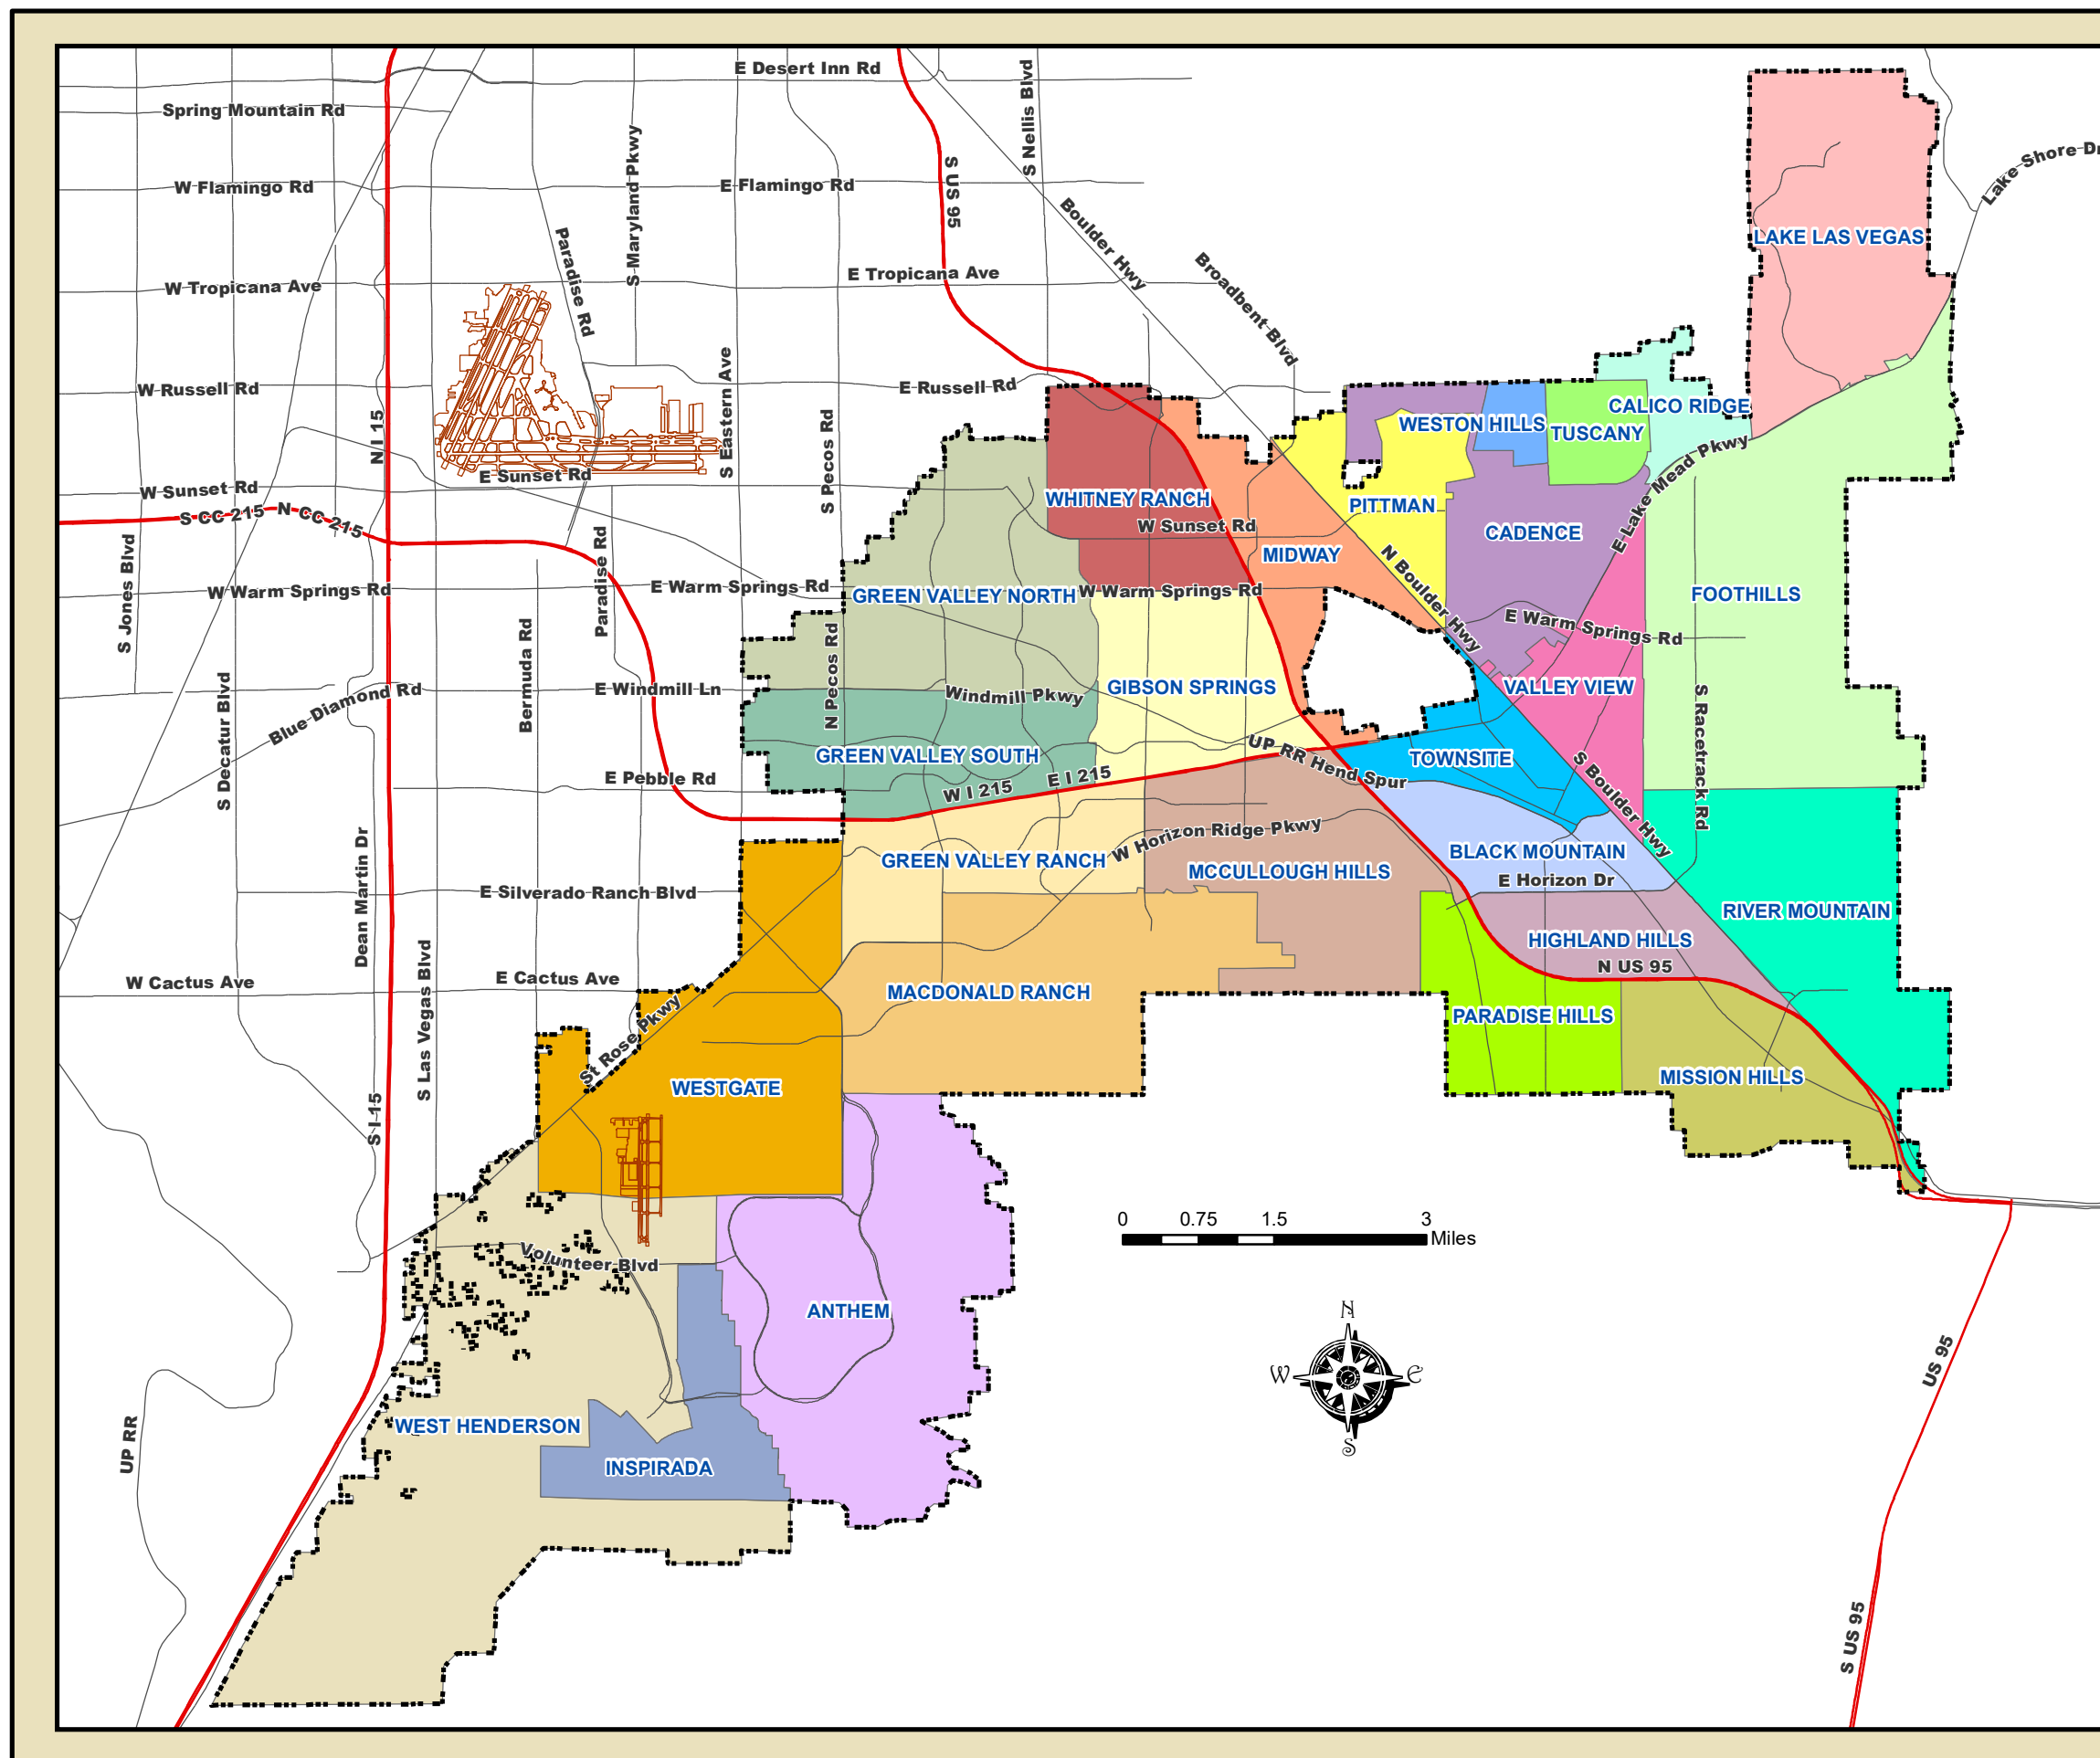 E Desert Inn Rd
Spring Mountain Rd
S Nellis Blvd
S Maryland Pkwy
W Flamingo Rd
E Flamingo Rd
S US 95
Boulder Hwy
Lake Shore Dr
Paradise Rd
Broadbent Blvd
LAKE LAS VEGAS
W Tropicana Ave
E Tropicana Ave
W Russell Rd
E Russell Rd
S Eastern Ave
N I 15
S Pecos Rd
CALICO RIDGE
WESTON HILLS
TUSCANY
E Lake Mead Pkwy
E Sunset Rd
W Sunset Rd
WHITNEY RANCH
PITTMAN
S CC 215
N CC 215
W Sunset Rd
CADENCE
MIDWAY
S Jones Blvd
Paradise Rd
W Warm Springs Rd
E Warm Springs Rd
GREEN VALLEY NORTH
W Warm Springs Rd
N Boulder Hwy
FOOTHILLS
E Warm Springs Rd
Bermuda Rd
N Pecos Rd
S Decatur Blvd
Blue Diamond Rd
E Windmill Ln
Windmill Pkwy
GIBSON SPRINGS
VALLEY VIEW
S Racetrack Rd
GREEN VALLEY SOUTH
UP RR Hend Spur
TOWNSITE
E Pebble Rd
W I 215
E I 215
S Boulder Hwy
W Horizon Ridge Pkwy
GREEN VALLEY RANCH
MCCULLOUGH HILLS
BLACK MOUNTAIN
E Horizon Dr
Dean Martin Dr
E Silverado Ranch Blvd
RIVER MOUNTAIN
HIGHLAND HILLS
N US 95
W Cactus Ave
E Cactus Ave
S Las Vegas Blvd
MACDONALD RANCH
PARADISE HILLS
St Rose Pkwy
WESTGATE
MISSION HILLS
S I 15
0 0.75 1.5 3
Miles
Volunteer Blvd
ANTHEM
N
W
E
S
US 95
UP RR
WEST HENDERSON
INSPIRADA
S US 95